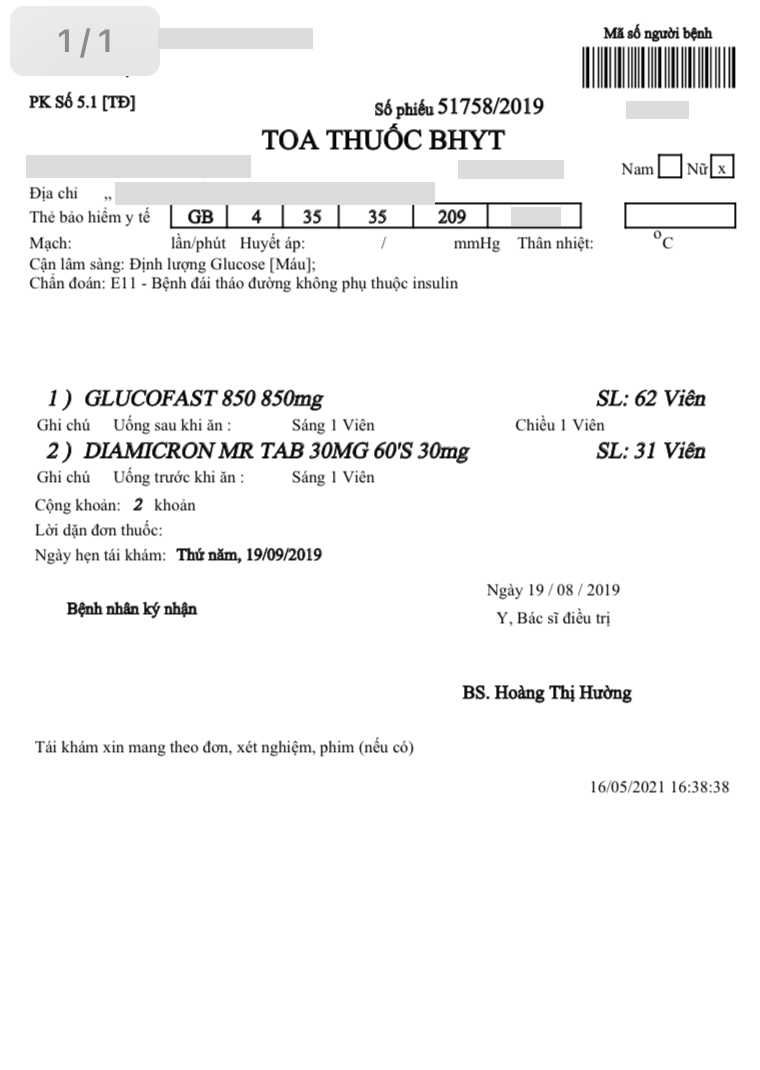 1/1
Mã số người bệnh
PK Số 5.1 [TĐ]
Số phiếu 51758/2019
TOA THUỐC BHYT
Nam Nữ x
Địa chỉ ,,
Thẻ bảo hiểm y tế GB 4 35 35 209
Mạch: lần/phút Huyết áp: / mmHg Thân nhiệt: °C
Cận lâm sàng: Định lượng Glucose [Máu];
Chẩn đoán: E11 - Bệnh đái tháo đường không phụ thuộc insulin
1 ) GLUCOFAST 850 850mg SL: 62 Viên
Ghi chú Uống sau khi ăn : Sáng 1 Viên Chiều 1 Viên
2 ) DIAMICRON MR TAB 30MG 60'S 30mg SL: 31 Viên
Ghi chú Uống trước khi ăn : Sáng 1 Viên
Cộng khoản: 2 khoản
Lời dặn đơn thuốc:
Ngày hẹn tái khám: Thứ năm, 19/09/2019
Ngày 19 / 08 / 2019
Bệnh nhân ký nhận
Y, Bác sĩ điều trị
BS. Hoàng Thị Hường
Tái khám xin mang theo đơn, xét nghiệm, phim (nếu có)
16/05/2021 16:38:38